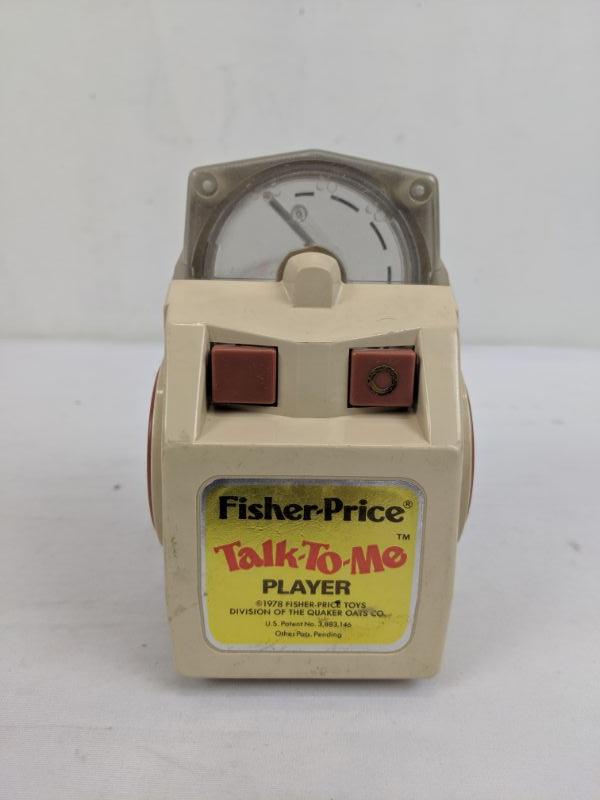 Fisher-Price®
Talk-To-Me™
PLAYER
©1978 FISHER-PRICE TOYS
DIVISION OF THE QUAKER OATS CO.
U.S. Patent No. 3,883,146
Other Pats. Pending